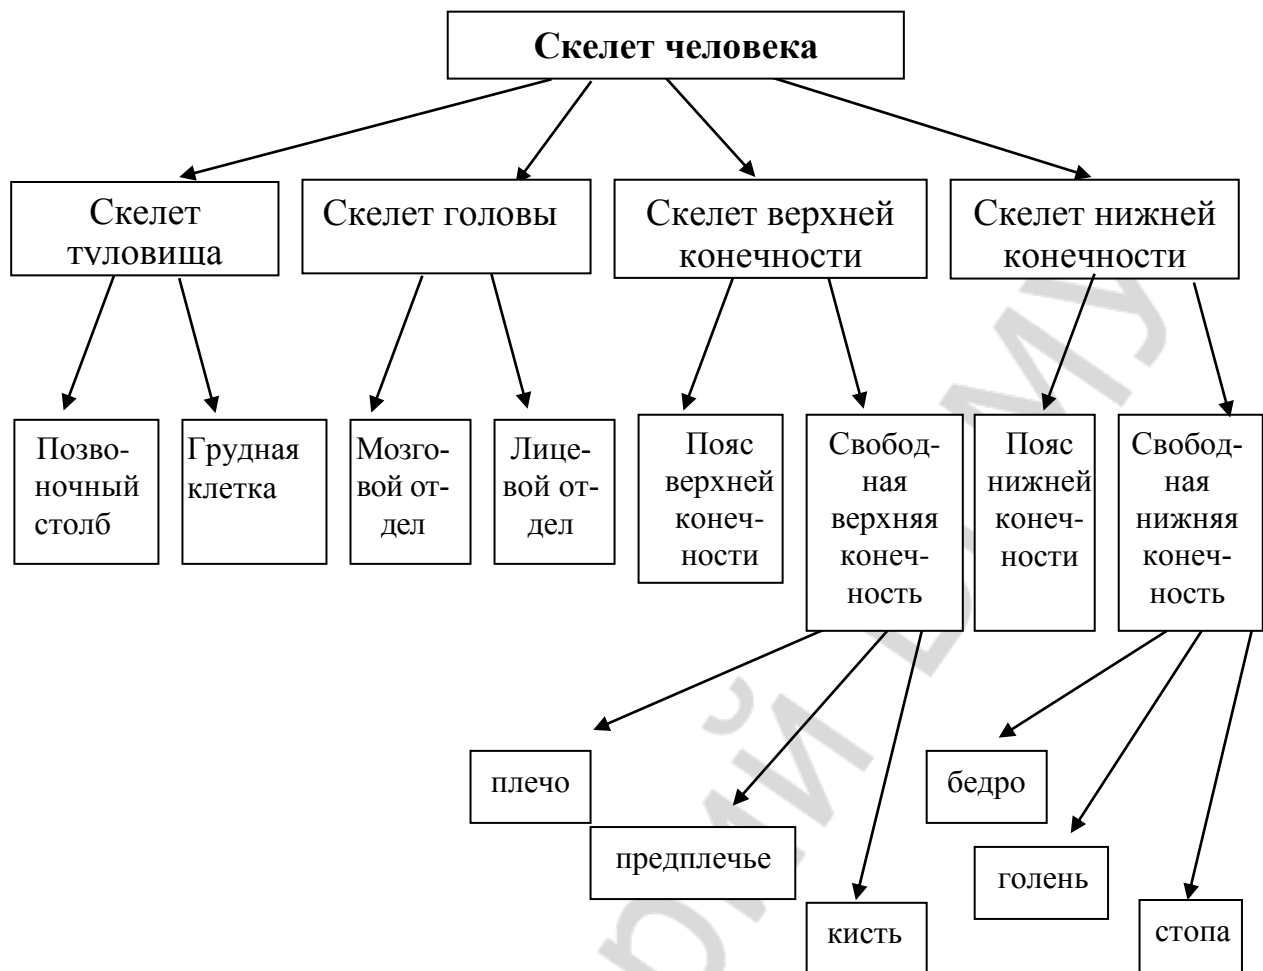 Скелет человека
Скелет
туловища
Скелет головы
Скелет верхней
конечности
Скелет нижней
конечности
Позво-
ночный
столб
Грудная
клетка
Мозго-
вой от-
дел
Лице-
вой от-
дел
Пояс
верхней
конеч-
ности
Свобод-
ная
верхняя
конеч-
ность
Пояс
нижней
конеч-
ности
Свобод-
ная
нижняя
конеч-
ность
плечо
предплечье
кисть
бедро
голень
стопа